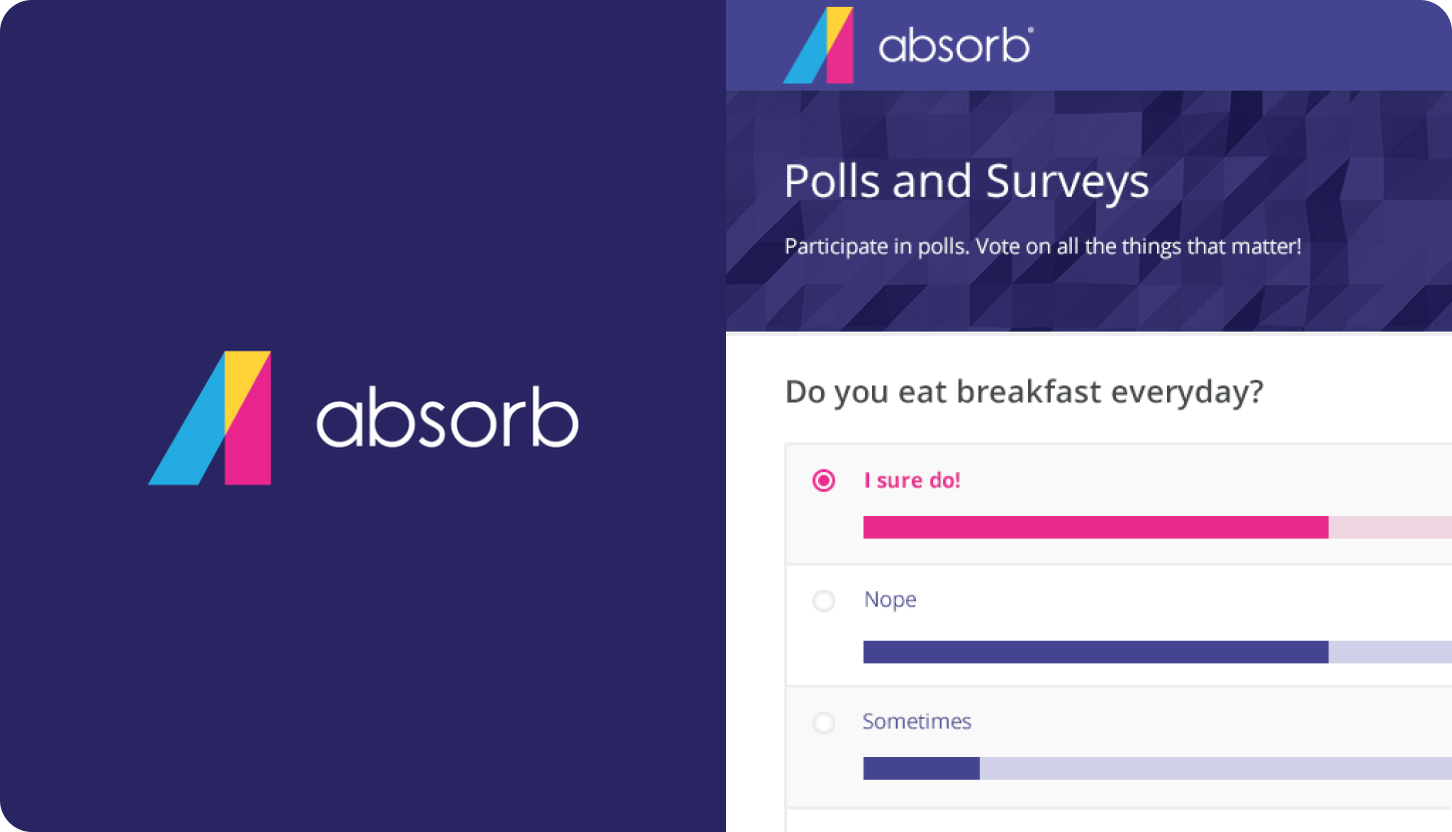 absorb
absorb
Polls and Surveys
Participate in polls. Vote on all the things that matter!
Do you eat breakfast everyday?
I sure do!
Nope
Sometimes